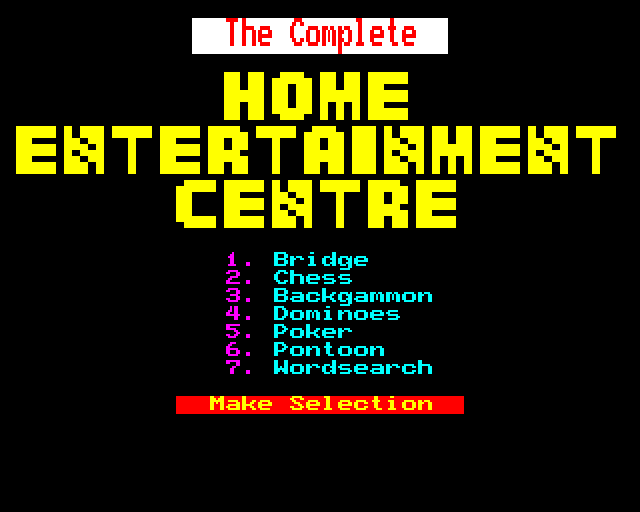 The Complete
HOME
ENTERTAINMENT
CENTRE
1. Bridge
2. Chess
3. Backgammon
4. Dominoes
5. Poker
6. Pontoon
7. Wordsearch
Make Selection